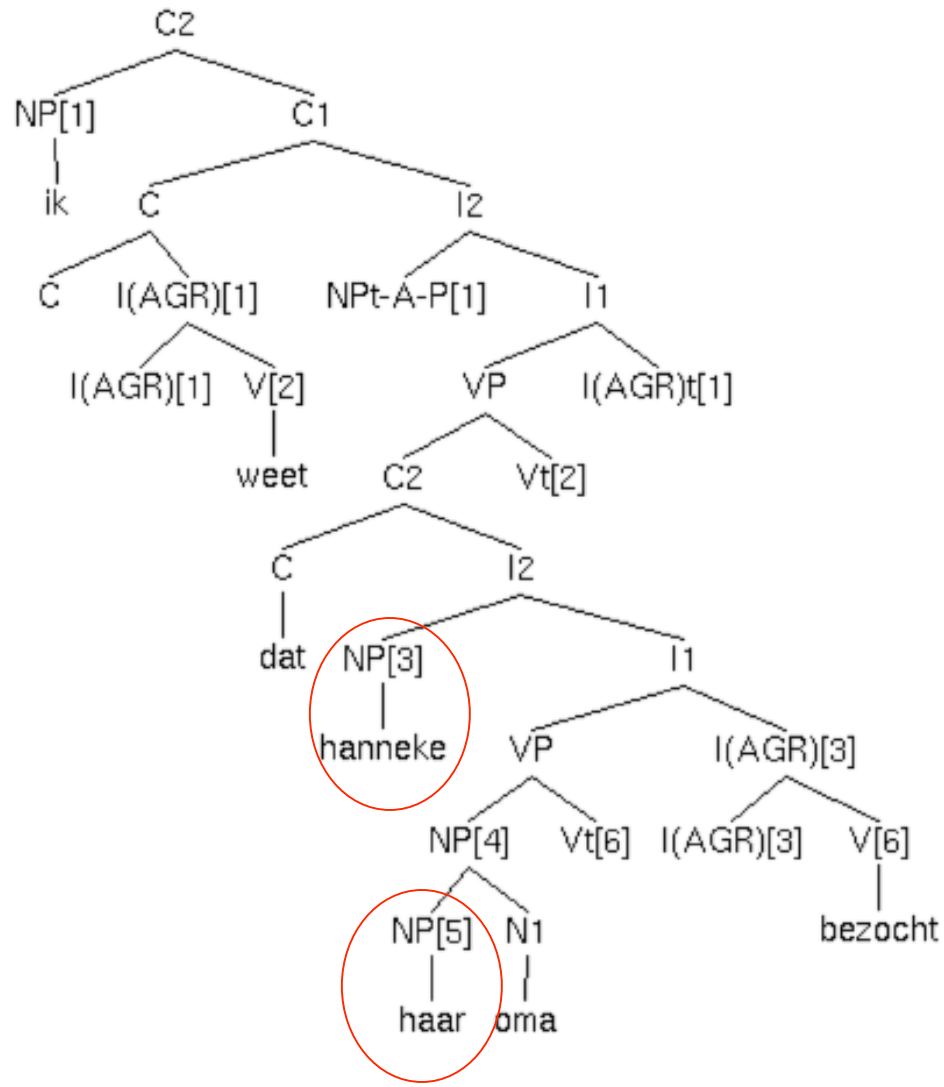 C2
NP[1] C1
ik C I2
C I(AGR)[1] NPt-A-P[1] I1
I(AGR)[1] V[2] VP I(AGR)t[1]
weet C2 Vt[2]
C I2
dat NP[3] I1
hanneke VP I(AGR)[3]
NP[4] Vt[6] I(AGR)[3] V[6]
NP[5] N1 bezocht
haar oma